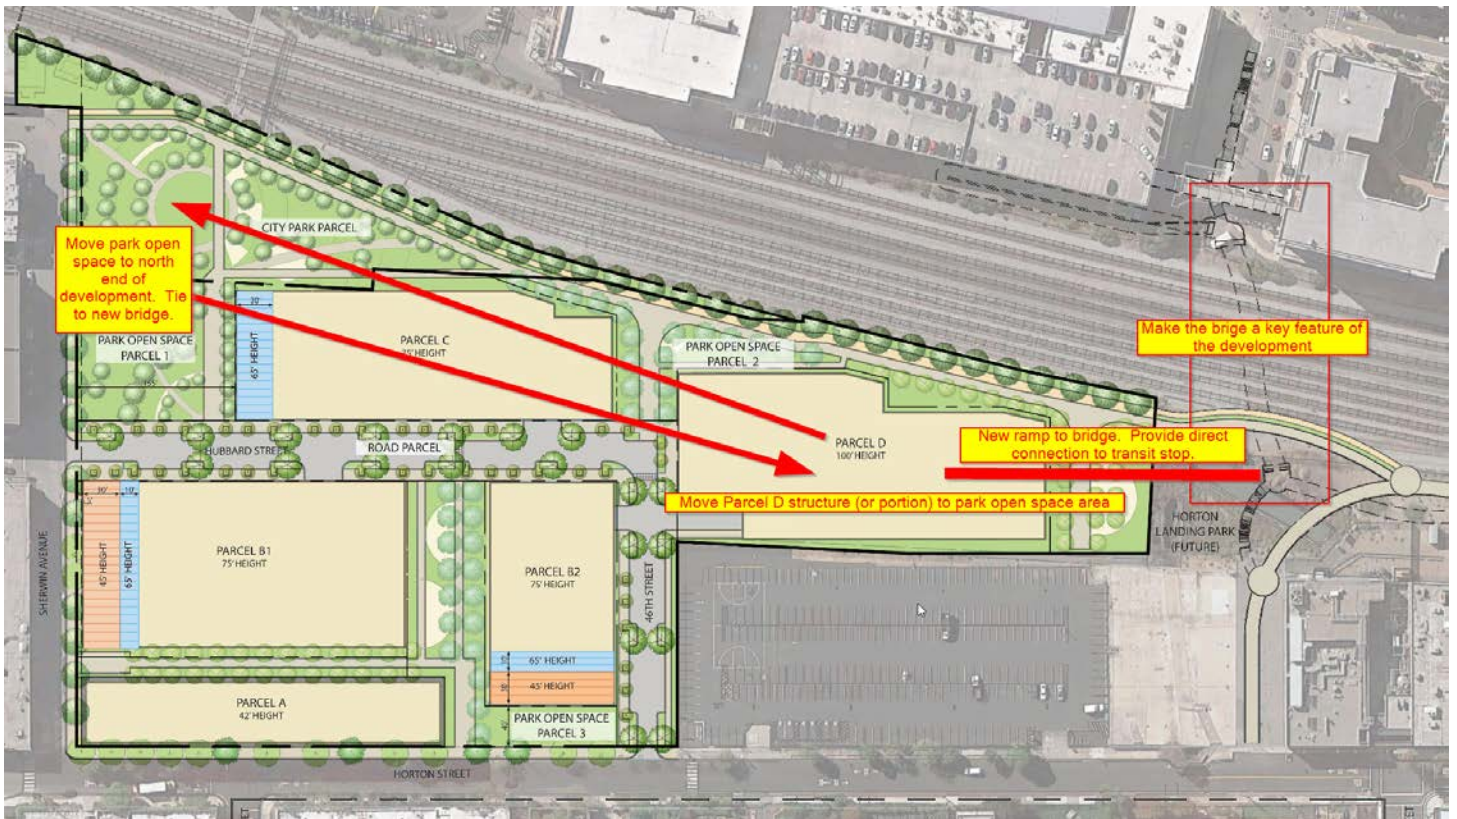 CITY PARK PARCEL
Move park open
space to north
end of
development. Tie
to new bridge.
PARK OPEN SPACE
PARCEL 1
20'
65' HEIGHT
PARCEL C
75' HEIGHT
PARK OPEN SPACE
PARCEL 2
Make the brige a key feature of
the development
HUBBARD STREET
ROAD PARCEL
PARCEL D
100' HEIGHT
New ramp to bridge. Provide direct
connection to transit stop.
Move Parcel D structure (or portion) to park open space area
HORTON
LANDING PARK
(FUTURE)
SHERWIN AVENUE
30'
10'
45' HEIGHT
65' HEIGHT
PARCEL B1
75' HEIGHT
PARCEL B2
75' HEIGHT
46TH STREET
65' HEIGHT
45' HEIGHT
PARCEL A
42' HEIGHT
PARK OPEN SPACE
PARCEL 3
HORTON STREET